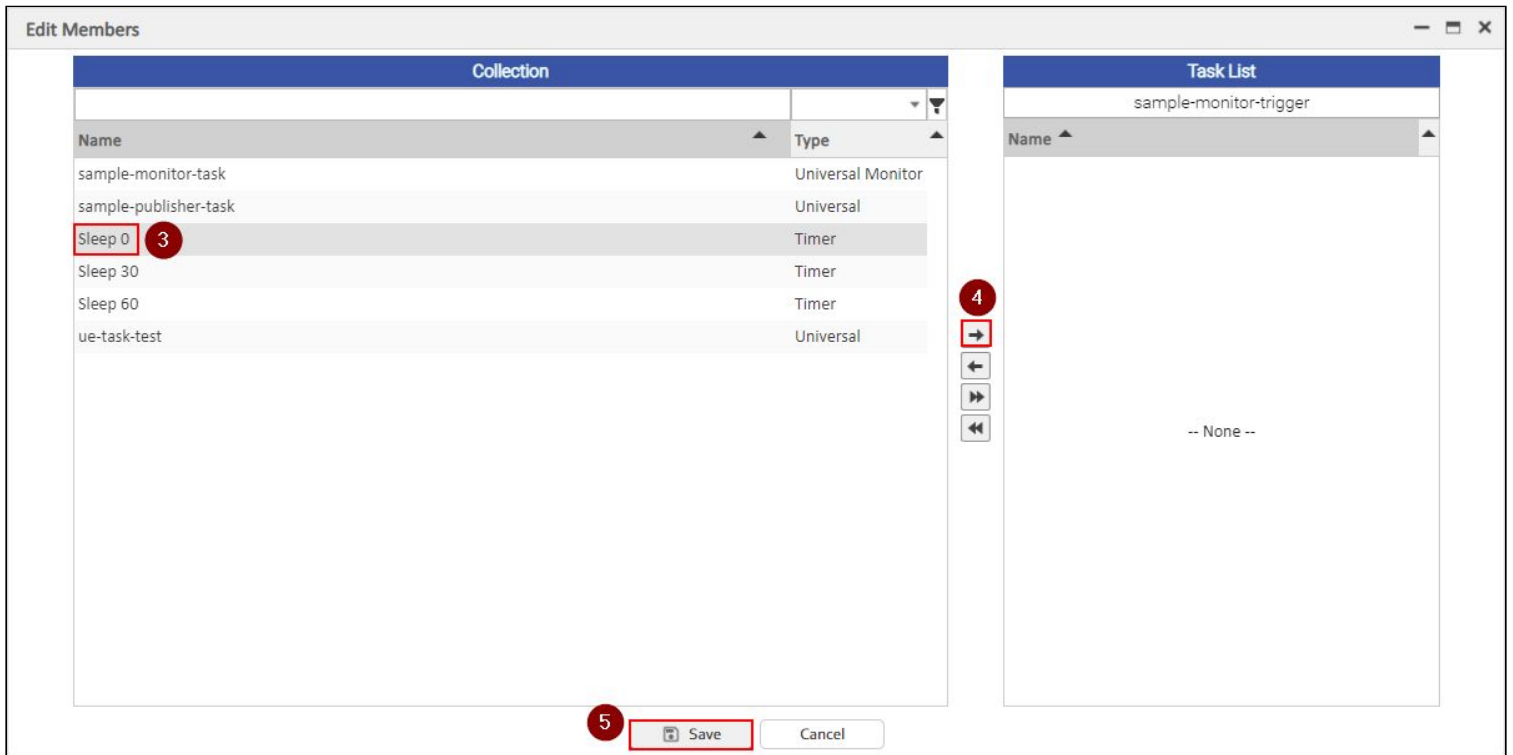 Edit Members
Collection
Task List
sample-monitor-trigger
Name Type
Name
sample-monitor-task Universal Monitor
sample-publisher-task Universal
Sleep 0 3 Timer
Sleep 30 Timer
Sleep 60 Timer
4
ue-task-test Universal
-- None --
5 Save Cancel